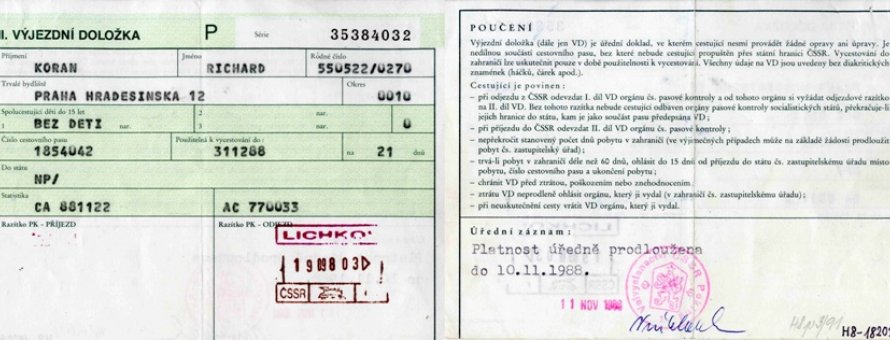 II. VÝJEZDNÍ DOLOŽKA
P
Série
35384032
Příjmení
Jméno
Rodné číslo
KORAN
RICHARD
550522/0270
Trvalé bydliště
Okres
PRAHA HRADESINSKA 12
0010
Spolucestující děti do 15 let
2
3
1
BEZ DETI
nar.
nar.
0
Číslo cestovního pasu
Použitelná k vycestování do:
1854042
311288
na
21
dnů
Do státu
NP/
Statistika
CA 881122
AC 770033
Razítko PK - PŘÍJEZD
Razítko PK - ODJEZD
LICHKOV
ČSSR
POUČENÍ
Výjezdní doložka (dále jen VD) je úřední doklad, ve kterém cestující nesmí provádět žádné opravy ani úpravy. Je
nedílnou součástí cestovního pasu, bez které nebude cestující propuštěn přes státní hranici ČSSR. Vycestování do
zahraničí lze uskutečnit pouze v době použitelnosti k vycestování. Všechny údaje na VD jsou uvedeny bez diakritických
znamének (háčků, čárek apod.).
Cestující je povinen:
– při odjezdu z ČSSR odevzdat I. díl VD orgánu čs. pasové kontroly a od tohoto orgánu si vyžádat odjezdové razítko
na II. díl VD. Bez tohoto razítka nebude cestující odbaven orgány pasové kontroly socialistických států, překračuje-li
jejich hranice do státu, kam je jako součást pasu předepsána VD;
– při příjezdu do ČSSR odevzdat II. díl VD orgánu čs. pasové kontroly;
– nepřekročit stanovený počet dnů pobytu v zahraničí (ve výjimečných případech může na základě žádosti prodloužit
pobyt čs. zastupitelský úřad);
– trvá-li pobyt v zahraničí déle než 60 dnů, ohlásit do 15 dnů od příjezdu do státu čs. zastupitelskému úřadu místo
pobytu, číslo cestovního pasu a ukončení pobytu;
– chránit VD před ztrátou, poškozením nebo znehodnocením;
– ztrátu VD neprodleně ohlásit orgánu, který ji vydal (v zahraničí čs. zastupitelskému úřadu);
– při neuskutečnění cesty vrátit VD orgánu, který ji vydal.
Úřední záznam:
Platnost úředně prodloužena
do 10.11.1988.
11 NOV 1988